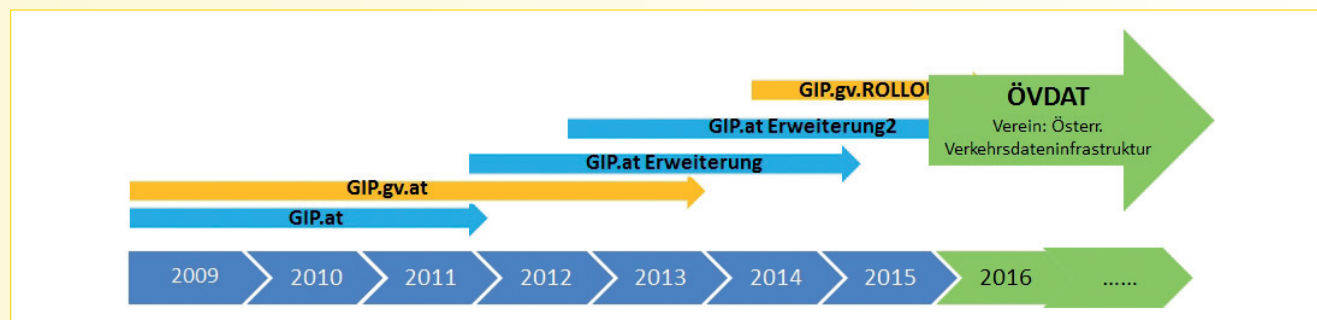 GIP.gv.ROLLOU
ÖVDAT
Verein: Österr.
Verkehrsdateninfrastruktur
GIP.at Erweiterung2
GIP.at Erweiterung
GIP.gv.at
GIP.at
2009 2010 2011 2012 2013 2014 2015 2016 ......